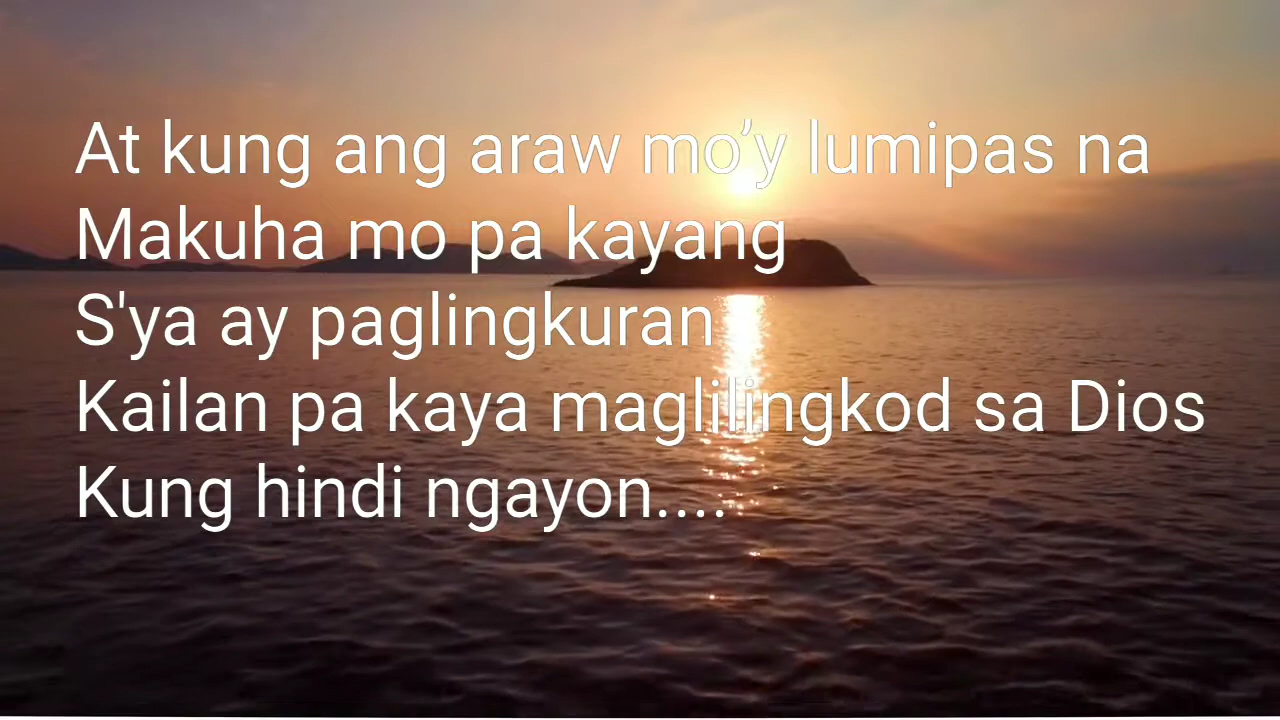 At kung ang araw mo’y lumipas na
Makuha mo pa kayang
S'ya ay paglingkuran
Kailan pa kaya maglilingkod sa Dios
Kung hindi ngayon....